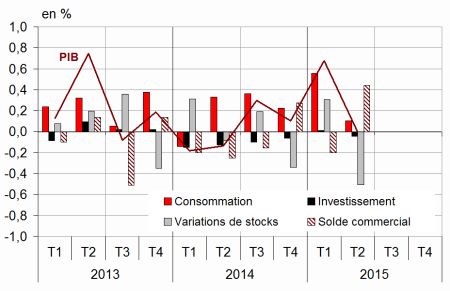 en %
1,0
0,8
PIB
0,6
0,4
0,2
0,0
-0,2
-0,4
-0,6
Consommation Investissement
-0,8
Variations de stocks Solde commercial
-1,0
T1 T2 T3 T4 T1 T2 T3 T4 T1 T2 T3 T4
2013 2014 2015